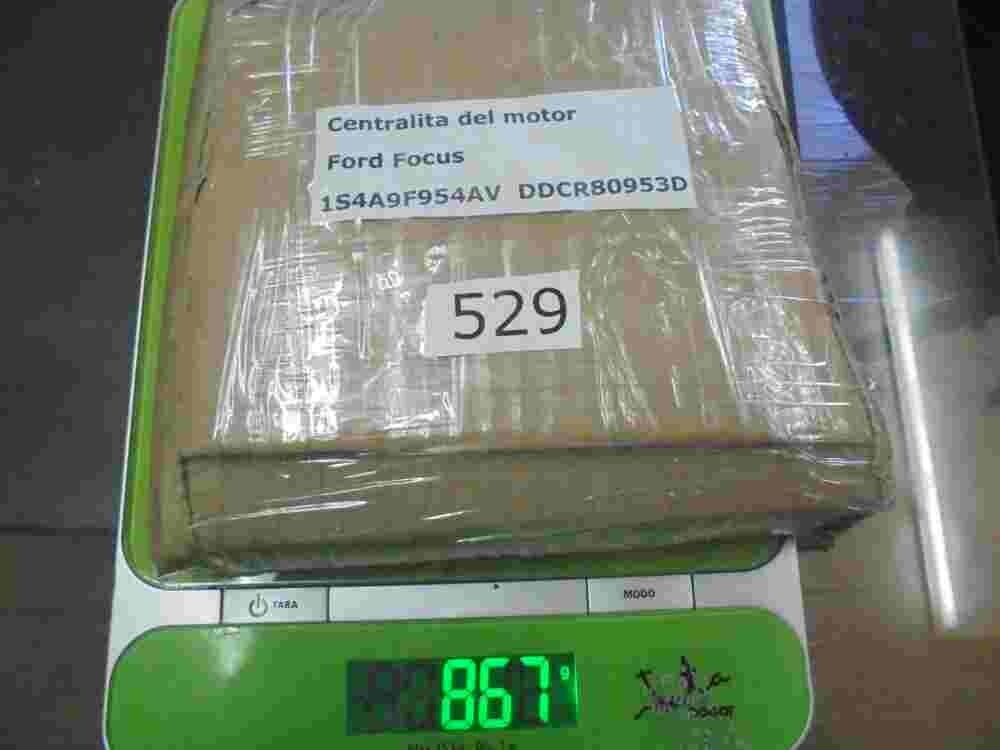 Centralita del motor
Ford Focus
1S4A9F954AV DDCR80953D
529
TARA
MODO
867 g